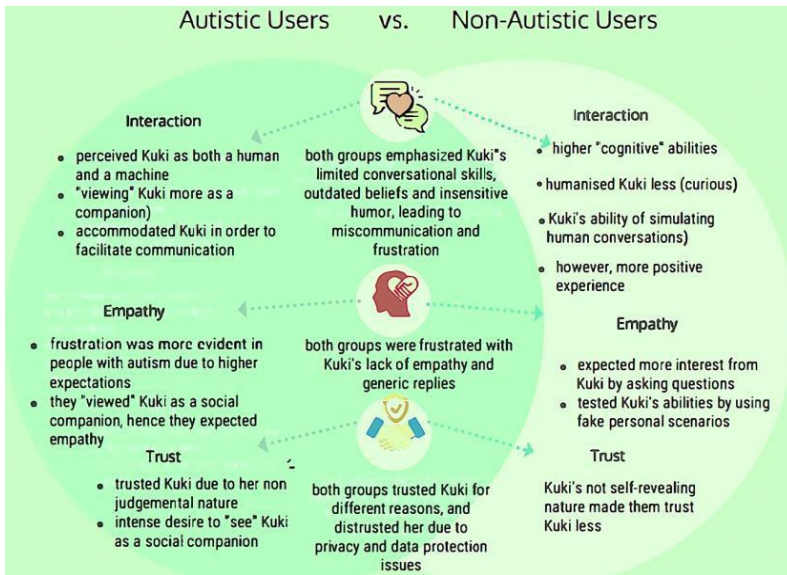 Autistic Users vs. Non-Autistic Users
Interaction
• perceived Kuki as both a human
and a machine
• "viewing" Kuki more as a
companion)
• accommodated Kuki in order to
facilitate communication
both groups emphasized Kuki"s
limited conversational skills,
outdated beliefs and insensitive
humor, leading to
miscommunication and
frustration
Interaction
• higher "cognitive" abilities
• humanised Kuki less (curious)
• Kuki's ability of simulating
human conversations)
• however, more positive
experience
Empathy
• frustration was more evident in
people with autism due to higher
expectations
• they "viewed" Kuki as a social
companion, hence they expected
empathy
both groups were frustrated with
Kuki's lack of empathy and
generic replies
Empathy
• expected more interest from
Kuki by asking questions
• tested Kuki's abilities by using
fake personal scenarios
Trust
• trusted Kuki due to her non
judgemental nature
• intense desire to "see" Kuki
as a social companion
both groups trusted Kuki for
different reasons, and
distrusted her due to
privacy and data protection
issues
Trust
Kuki's not self-revealing
nature made them trust
Kuki less